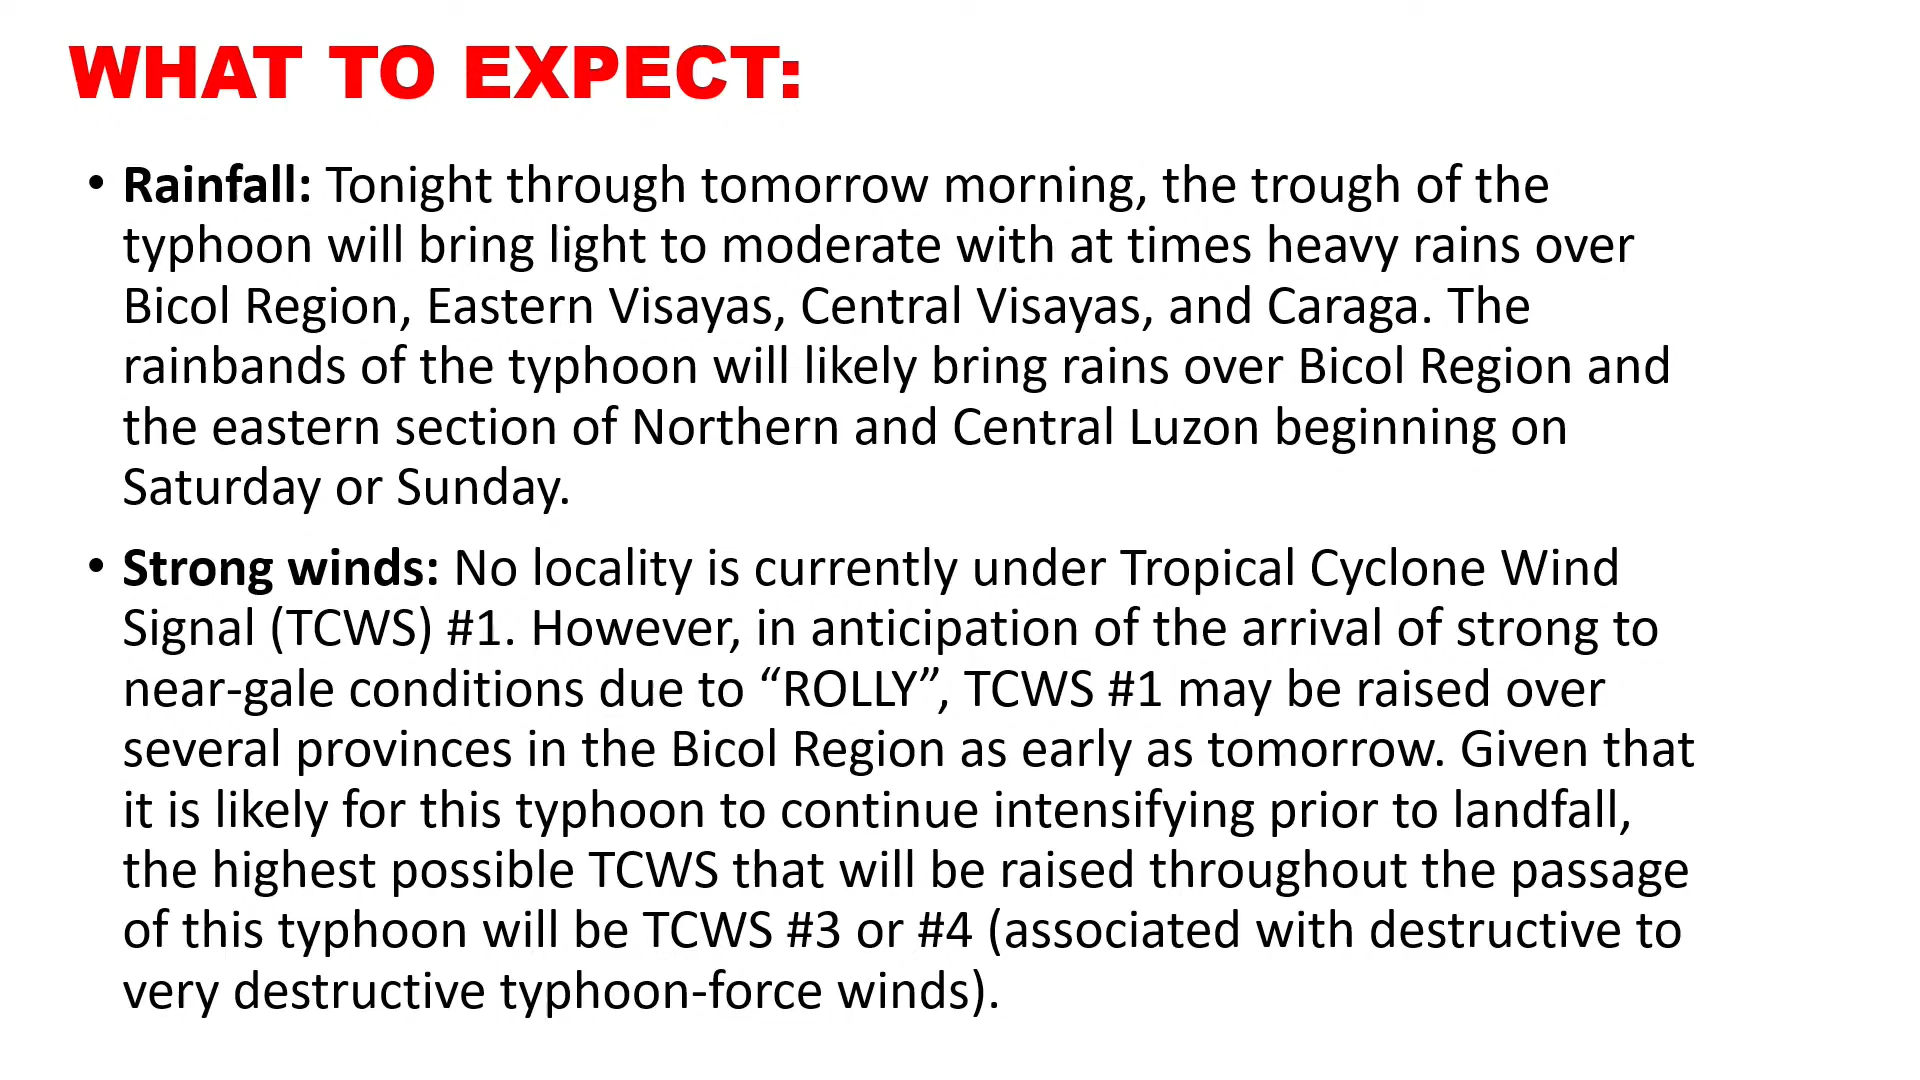 WHAT TO EXPECT:
• Rainfall: Tonight through tomorrow morning, the trough of the
typhoon will bring light to moderate with at times heavy rains over
Bicol Region, Eastern Visayas, Central Visayas, and Caraga. The
rainbands of the typhoon will likely bring rains over Bicol Region and
the eastern section of Northern and Central Luzon beginning on
Saturday or Sunday.
• Strong winds: No locality is currently under Tropical Cyclone Wind
Signal (TCWS) #1. However, in anticipation of the arrival of strong to
near-gale conditions due to “ROLLY”, TCWS #1 may be raised over
several provinces in the Bicol Region as early as tomorrow. Given that
it is likely for this typhoon to continue intensifying prior to landfall,
the highest possible TCWS that will be raised throughout the passage
of this typhoon will be TCWS #3 or #4 (associated with destructive to
very destructive typhoon-force winds).